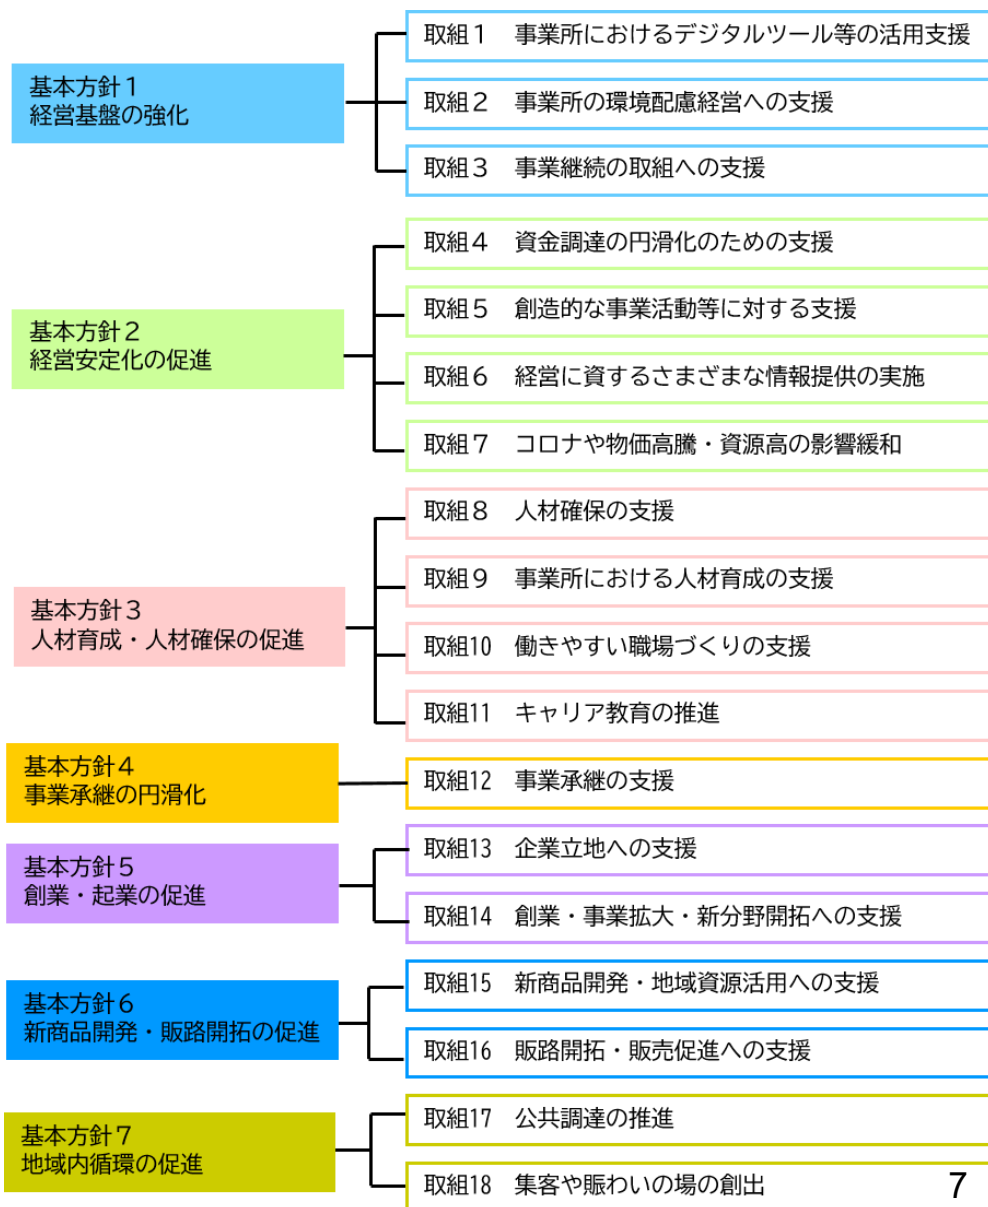 基本方針１
経営基盤の強化
取組１　事業所におけるデジタルツール等の活用支援
取組２　事業所の環境配慮経営への支援
取組３　事業継続の取組への支援
基本方針２
経営安定化の促進
取組４　資金調達の円滑化のための支援
取組５　創造的な事業活動等に対する支援
取組６　経営に資するさまざまな情報提供の実施
取組７　コロナや物価高騰・資源高の影響緩和
基本方針３
人材育成・人材確保の促進
取組８　人材確保の支援
取組９　事業所における人材育成の支援
取組10　働きやすい職場づくりの支援
取組11　キャリア教育の推進
基本方針４
事業承継の円滑化
取組12　事業承継の支援
基本方針５
創業・起業の促進
取組13　企業立地への支援
取組14　創業・事業拡大・新分野開拓への支援
基本方針６
新商品開発・販路開拓の促進
取組15　新商品開発・地域資源活用への支援
取組16　販路開拓・販売促進への支援
基本方針７
地域内循環の促進
取組17　公共調達の推進
取組18　集客や賑わいの場の創出
7